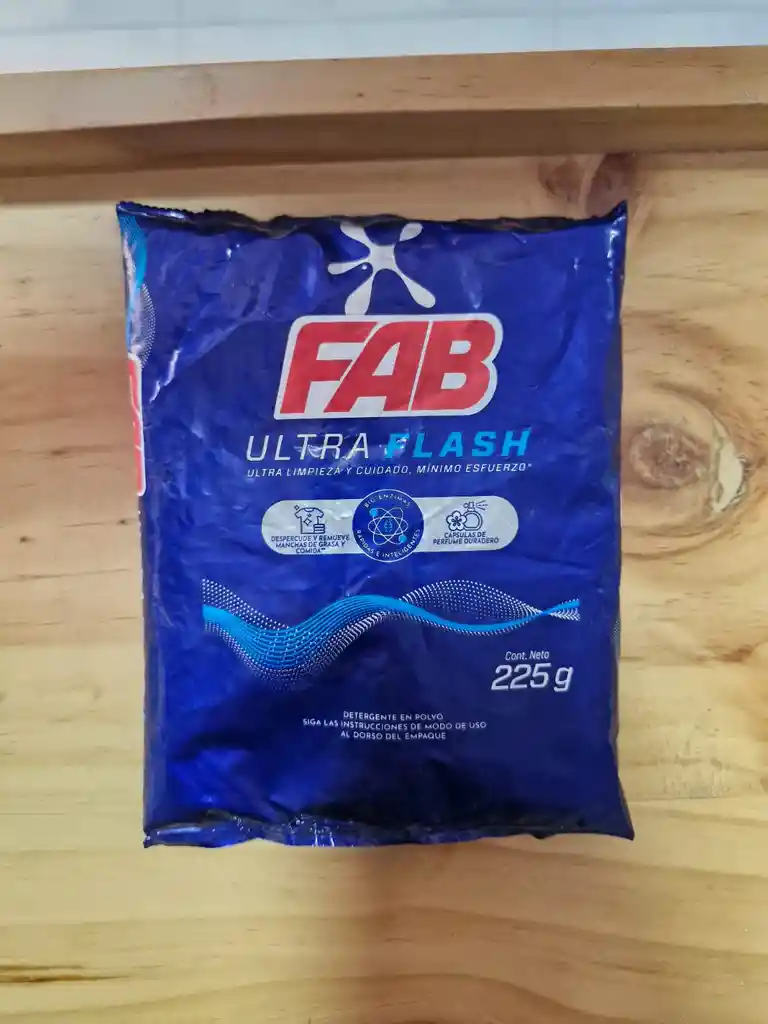 FAB
ULTRA FLASH
ULTRA LIMPIEZA Y CUIDADO, MÍNIMO ESFUERZO*
DESPERCUDE Y REMUEVE
MANCHAS DE GRASA Y
COMIDA**
BIO-ENZIMAS
RÁPIDAS E INTELIGENTES
CÁPSULAS DE
PERFUME DURADERO
Cont. Neto
225 g
DETERGENTE EN POLVO
SIGA LAS INSTRUCCIONES DE MODO DE USO
AL DORSO DEL EMPAQUE